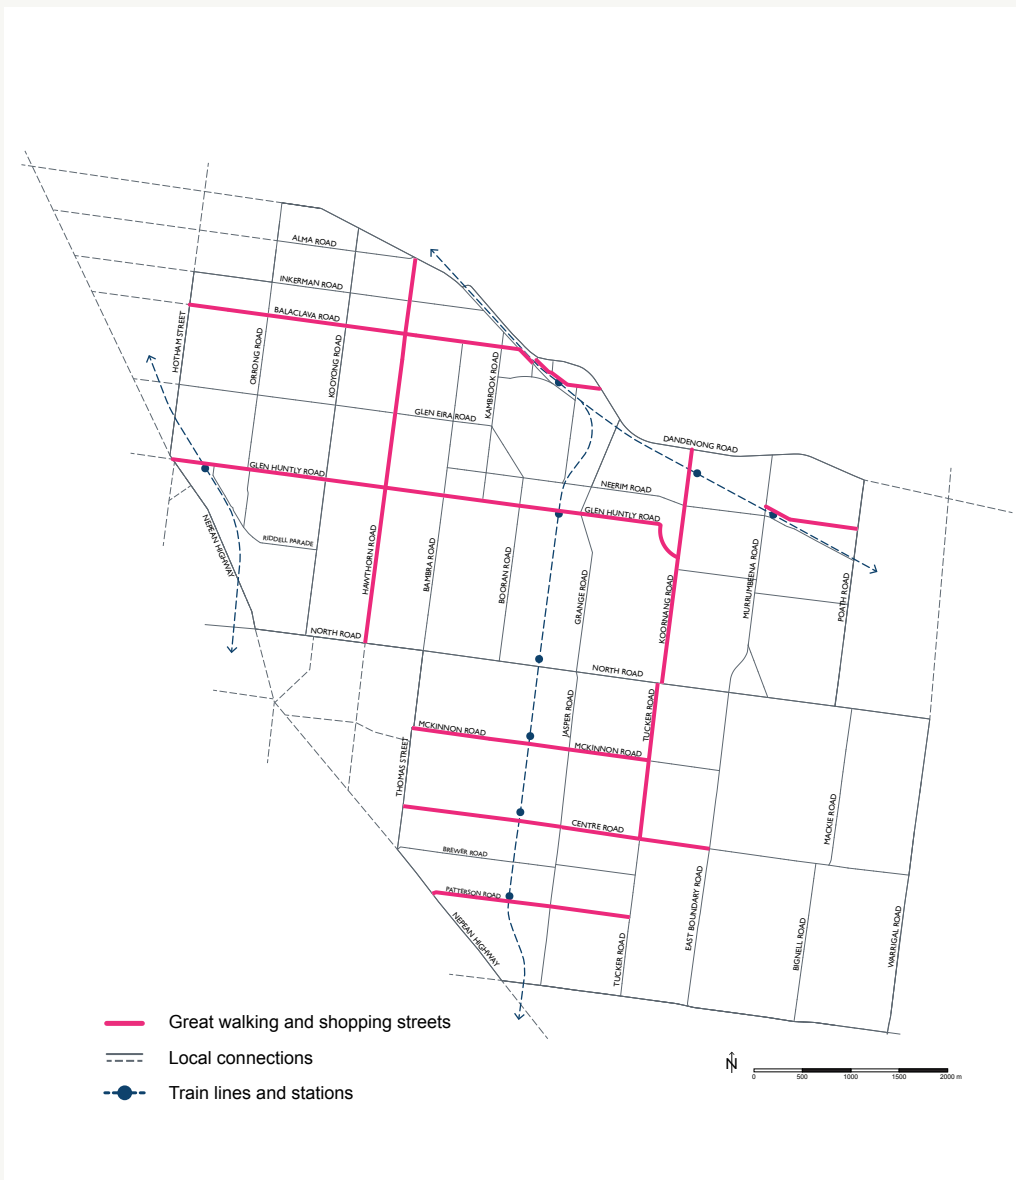 ALMA ROAD
INKERMAN ROAD
BALACLAVA ROAD
HOTHAM STREET
ORRONG ROAD
KOOYONG ROAD
KAMBROOK ROAD
GLEN EIRA ROAD
DANDENONG ROAD
GLEN HUNTLY ROAD
NEERIM ROAD
GLEN HUNTLY ROAD
NEPEAN HIGHWAY
RIDDELL PARADE
HAWTHORN ROAD
BAMBRA ROAD
BOORAN ROAD
GRANGE ROAD
KOORNANG ROAD
MURRUMBEENA ROAD
POATH ROAD
NORTH ROAD
NORTH ROAD
JASPER ROAD
TUCKER ROAD
MCKINNON ROAD
MCKINNON ROAD
THOMAS STREET
CENTRE ROAD
MACKIE ROAD
BREWER ROAD
PATTERSON ROAD
NEPEAN HIGHWAY
TUCKER ROAD
EAST BOUNDARY ROAD
BIGNELL ROAD
WARRIGAL ROAD
Great walking and shopping streets
Local connections
Train lines and stations
N
0 500 1000 1500 2000 m